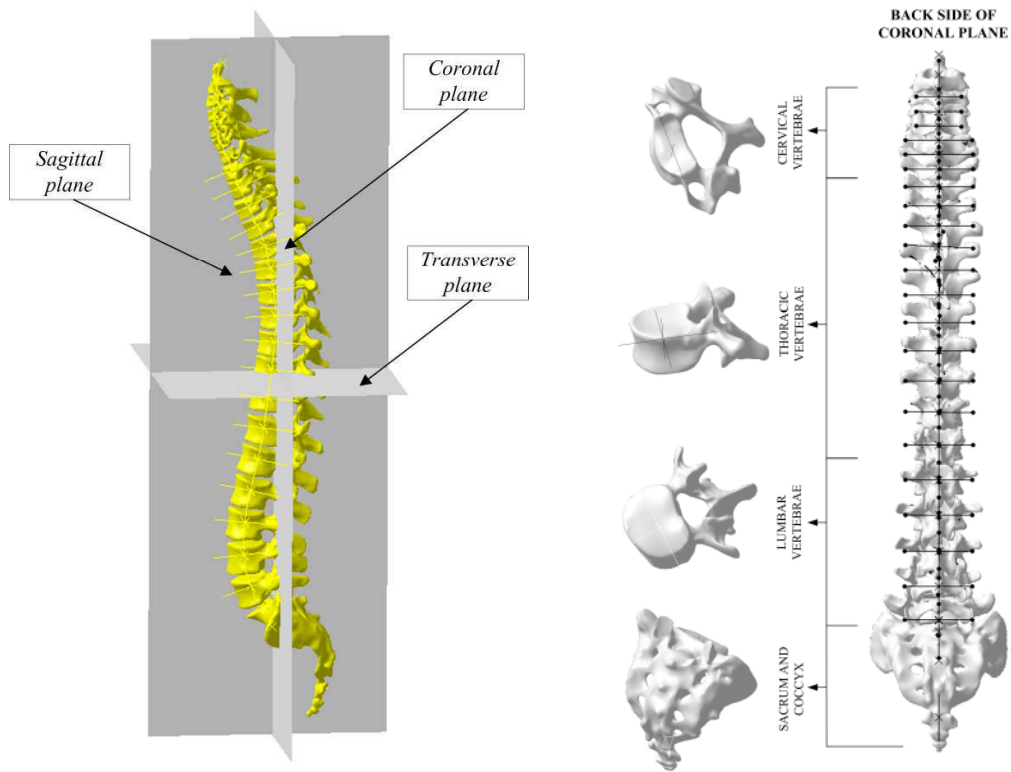 Coronal
plane
Sagittal
plane
Transverse
plane
BACK SIDE OF
CORONAL PLANE
CERVICAL
VERTEBRAE
THORACIC
VERTEBRAE
LUMBAR
VERTEBRAE
SACRUM AND
COCCYX